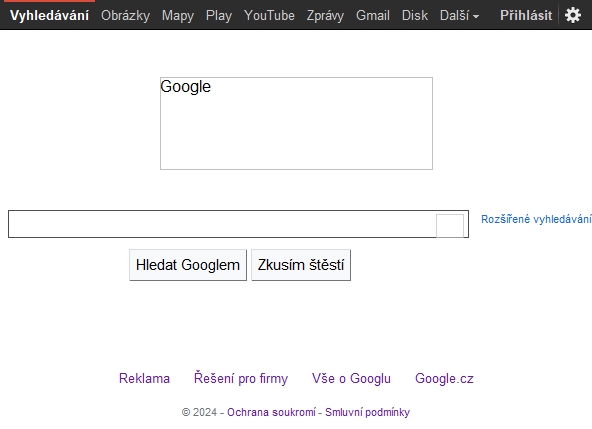 Vyhledávání Obrázky Mapy Play YouTube Zprávy Gmail Disk Další Přihlásit
Google
Rozšířené vyhledávání
Hledat Googlem Zkusím štěstí
Reklama Řešení pro firmy Vše o Googlu Google.cz
© 2024 - Ochrana soukromí - Smluvní podmínky